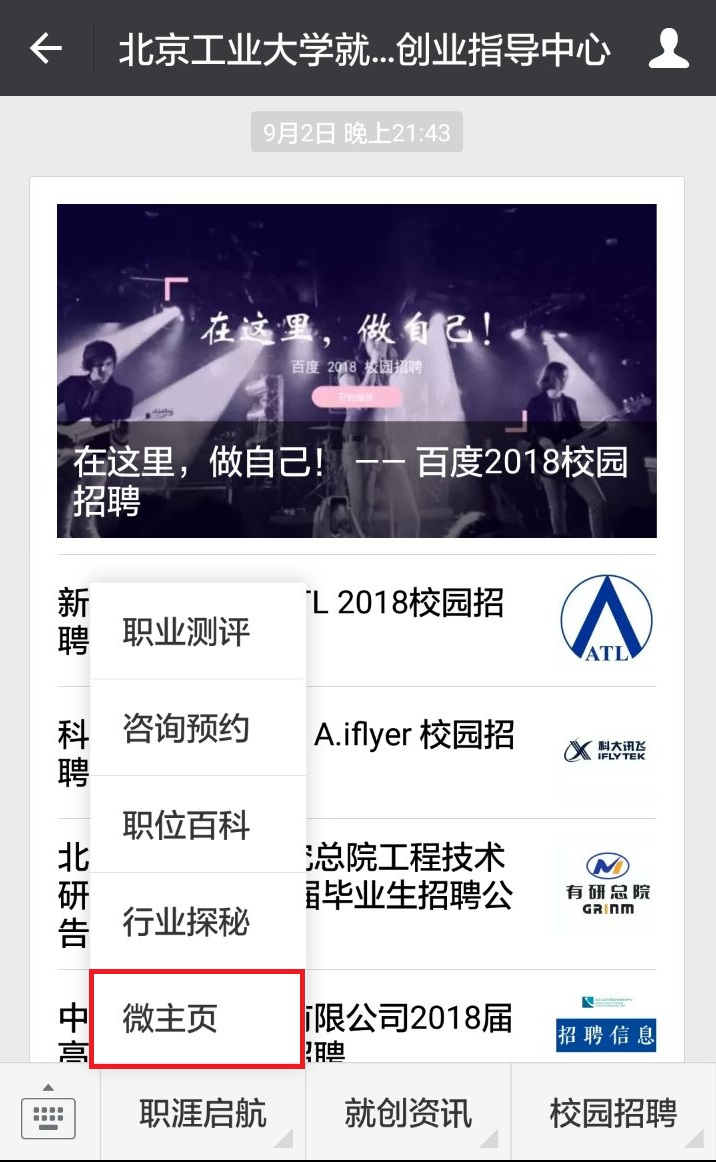 北京工业大学就...创业指导中心
9月2日 晚上21:43
在这里，做自己！
百度 2018 校园招聘
在这里，做自己！ —— 百度2018校园
招聘
新
TL 2018校园招
聘
ATL
职业测评
咨询预约
科
A.iflyer 校园招
聘
科大讯飞
IFLYTEK
职位百科
北
究总院工程技术
研
届毕业生招聘公
告
有研总院
GRINM
行业探秘
微主页
中
有限公司2018届
高
招聘
招聘信息
职涯启航
就创资讯
校园招聘